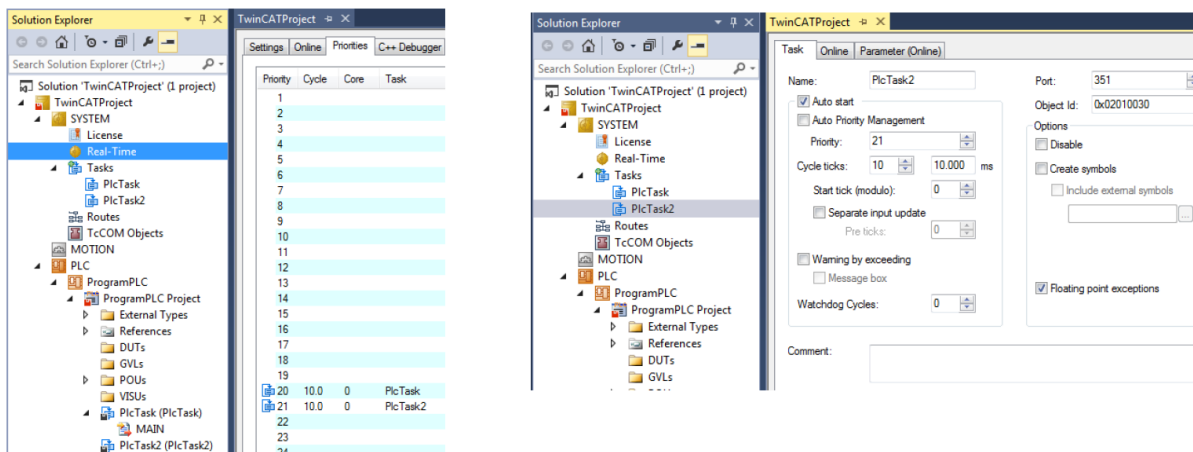 Solution Explorer
Search Solution Explorer (Ctrl+;)
Solution 'TwinCATProject' (1 project)
TwinCATProject
SYSTEM
License
Real-Time
Tasks
PlcTask
PlcTask2
Routes
TcCOM Objects
MOTION
PLC
ProgramPLC
ProgramPLC Project
External Types
References
DUTs
GVLs
POUs
VISUs
PlcTask (PlcTask)
MAIN
PlcTask2 (PlcTask2)
TwinCATProject
Settings Online Priorities C++ Debugger
Priority Cycle Core Task
1
2
3
4
5
6
7
8
9
10
11
12
13
14
15
16
17
18
19
20 10.0 0 PlcTask
21 10.0 0 PlcTask2
22
23
24
Solution Explorer
Search Solution Explorer (Ctrl+;)
Solution 'TwinCATProject' (1 project)
TwinCATProject
SYSTEM
License
Real-Time
Tasks
PlcTask
PlcTask2
Routes
TcCOM Objects
MOTION
PLC
ProgramPLC
ProgramPLC Project
External Types
References
DUTs
GVLs
TwinCATProject
Task Online Parameter (Online)
Name: PlcTask2
Auto start
Auto Priority Management
Priority: 21
Cycle ticks: 10 10.000 ms
Start tick (modulo): 0
Separate input update
Pre ticks: 0
Warning by exceeding
Message box
Watchdog Cycles: 0
Comment:
Port: 351
Object Id: 0x02010030
Options
Disable
Create symbols
Include external symbols
...
Floating point exceptions